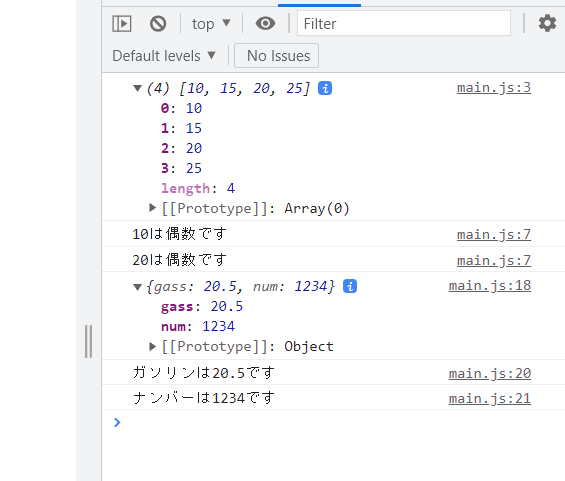 top ▼ Filter
Default levels ▼ No Issues
▼ (4) [10, 15, 20, 25] i main.js:3
0: 10
1: 15
2: 20
3: 25
length: 4
▶ [[Prototype]]: Array(0)
10は偶数です main.js:7
20は偶数です main.js:7
▼ {gass: 20.5, num: 1234} i main.js:18
gass: 20.5
num: 1234
▶ [[Prototype]]: Object
ガソリンは20.5です main.js:20
ナンバーは1234です main.js:21